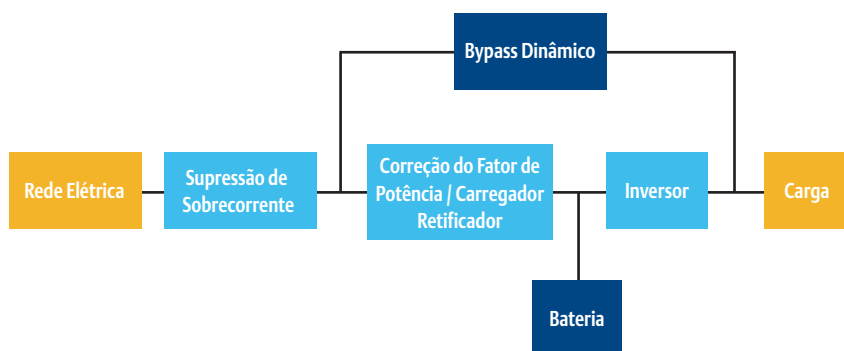 Bypass Dinâmico
Rede Elétrica
Supressão de
Sobrecorrente
Correção do Fator de
Potência / Carregador
Retificador
Inversor
Carga
Bateria